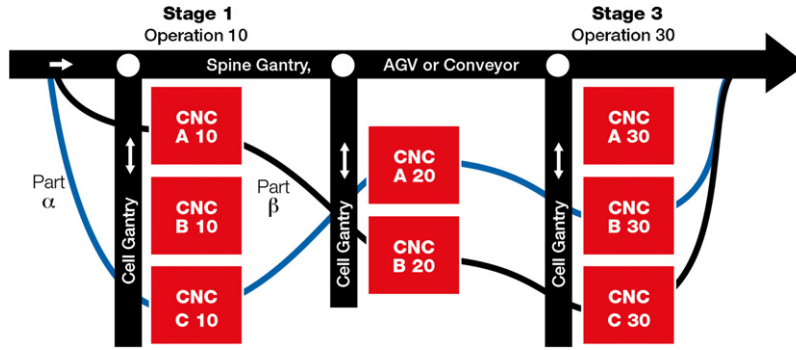 Stage 1
Operation 10
Stage 3
Operation 30
Spine Gantry,
AGV or Conveyor
CNC
A 10
CNC
B 10
CNC
C 10
Part
α
Cell Gantry
Part
β
CNC
A 20
CNC
B 20
Cell Gantry
CNC
A 30
CNC
B 30
CNC
C 30
Cell Gantry